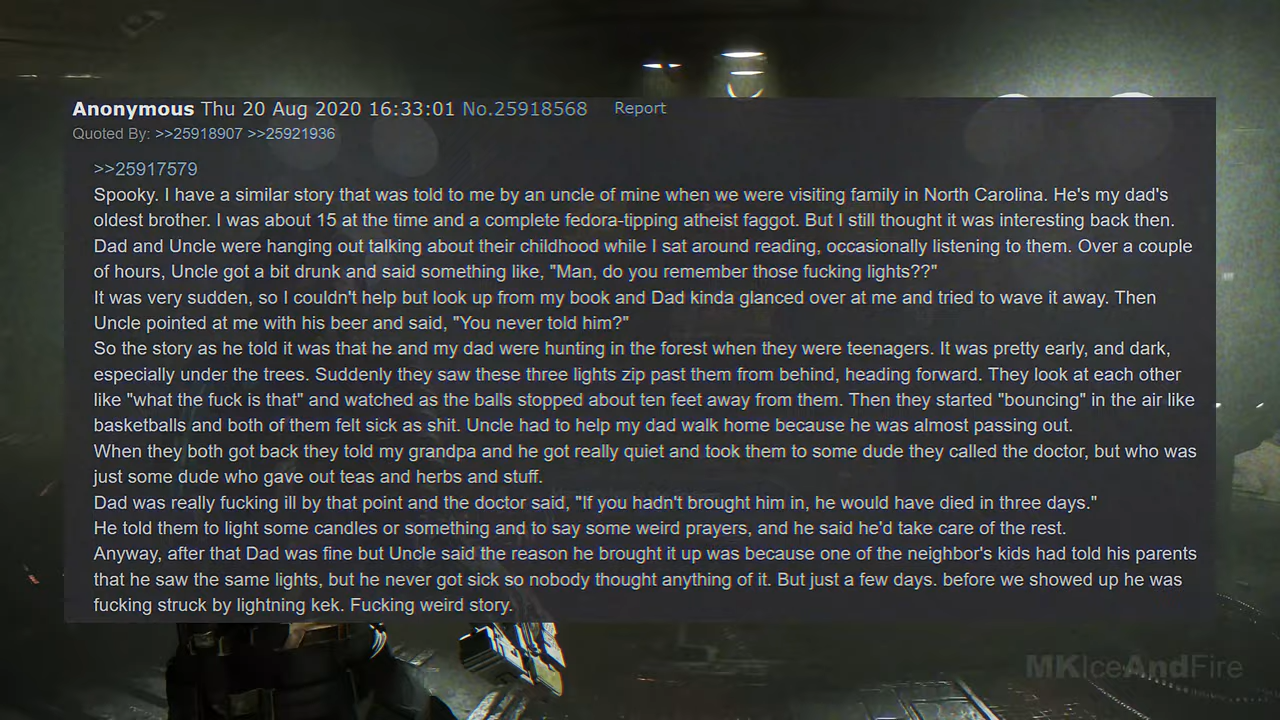 Anonymous Thu 20 Aug 2020 16:33:01 No.25918568 Report
Quoted By: >>25918907 >>25921936
>>25917579
Spooky. I have a similar story that was told to me by an uncle of mine when we were visiting family in North Carolina. He's my dad's
oldest brother. I was about 15 at the time and a complete fedora-tipping atheist faggot. But I still thought it was interesting back then.
Dad and Uncle were hanging out talking about their childhood while I sat around reading, occasionally listening to them. Over a couple
of hours, Uncle got a bit drunk and said something like, "Man, do you remember those fucking lights??"
It was very sudden, so I couldn't help but look up from my book and Dad kinda glanced over at me and tried to wave it away. Then
Uncle pointed at me with his beer and said, "You never told him?"
So the story as he told it was that he and my dad were hunting in the forest when they were teenagers. It was pretty early, and dark,
especially under the trees. Suddenly they saw these three lights zip past them from behind, heading forward. They look at each other
like "what the fuck is that" and watched as the balls stopped about ten feet away from them. Then they started "bouncing" in the air like
basketballs and both of them felt sick as shit. Uncle had to help my dad walk home because he was almost passing out.
When they both got back they told my grandpa and he got really quiet and took them to some dude they called the doctor, but who was
just some dude who gave out teas and herbs and stuff.
Dad was really fucking ill by that point and the doctor said, "If you hadn't brought him in, he would have died in three days."
He told them to light some candles or something and to say some weird prayers, and he said he'd take care of the rest.
Anyway, after that Dad was fine but Uncle said the reason he brought it up was because one of the neighbor's kids had told his parents
that he saw the same lights, but he never got sick so nobody thought anything of it. But just a few days. before we showed up he was
fucking struck by lightning kek. Fucking weird story.
MKIceAndFire